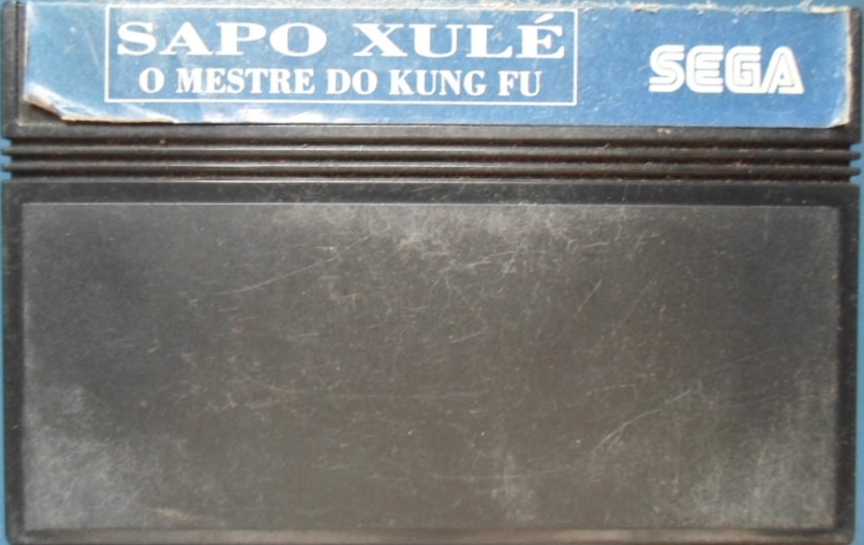 SAPO XULÉ
O MESTRE DO KUNG FU
SEGA